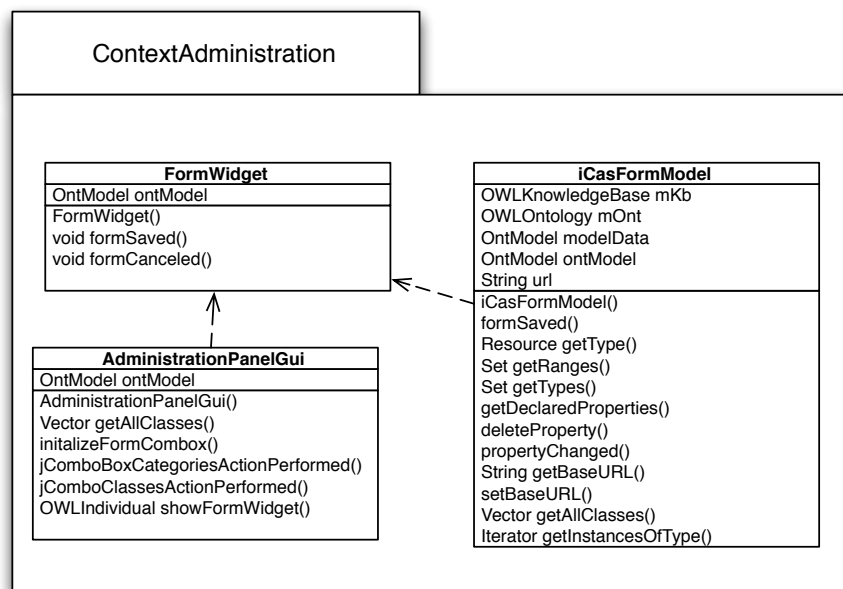 ContextAdministration
FormWidget
OntModel ontModel
FormWidget()
void formSaved()
void formCanceled()
AdministrationPanelGui
OntModel ontModel
AdministrationPanelGui()
Vector getAllClasses()
initalizeFormCombox()
jComboBoxCategoriesActionPerformed()
jComboClassesActionPerformed()
OWLIndividual showFormWidget()
iCasFormModel
OWLKnowledgeBase mKb
OWLOntology mOnt
OntModel modelData
OntModel ontModel
String url
iCasFormModel()
formSaved()
Resource getType()
Set getRanges()
Set getTypes()
getDeclaredProperties()
deleteProperty()
propertyChanged()
String getBaseURL()
setBaseURL()
Vector getAllClasses()
Iterator getInstancesOfType()